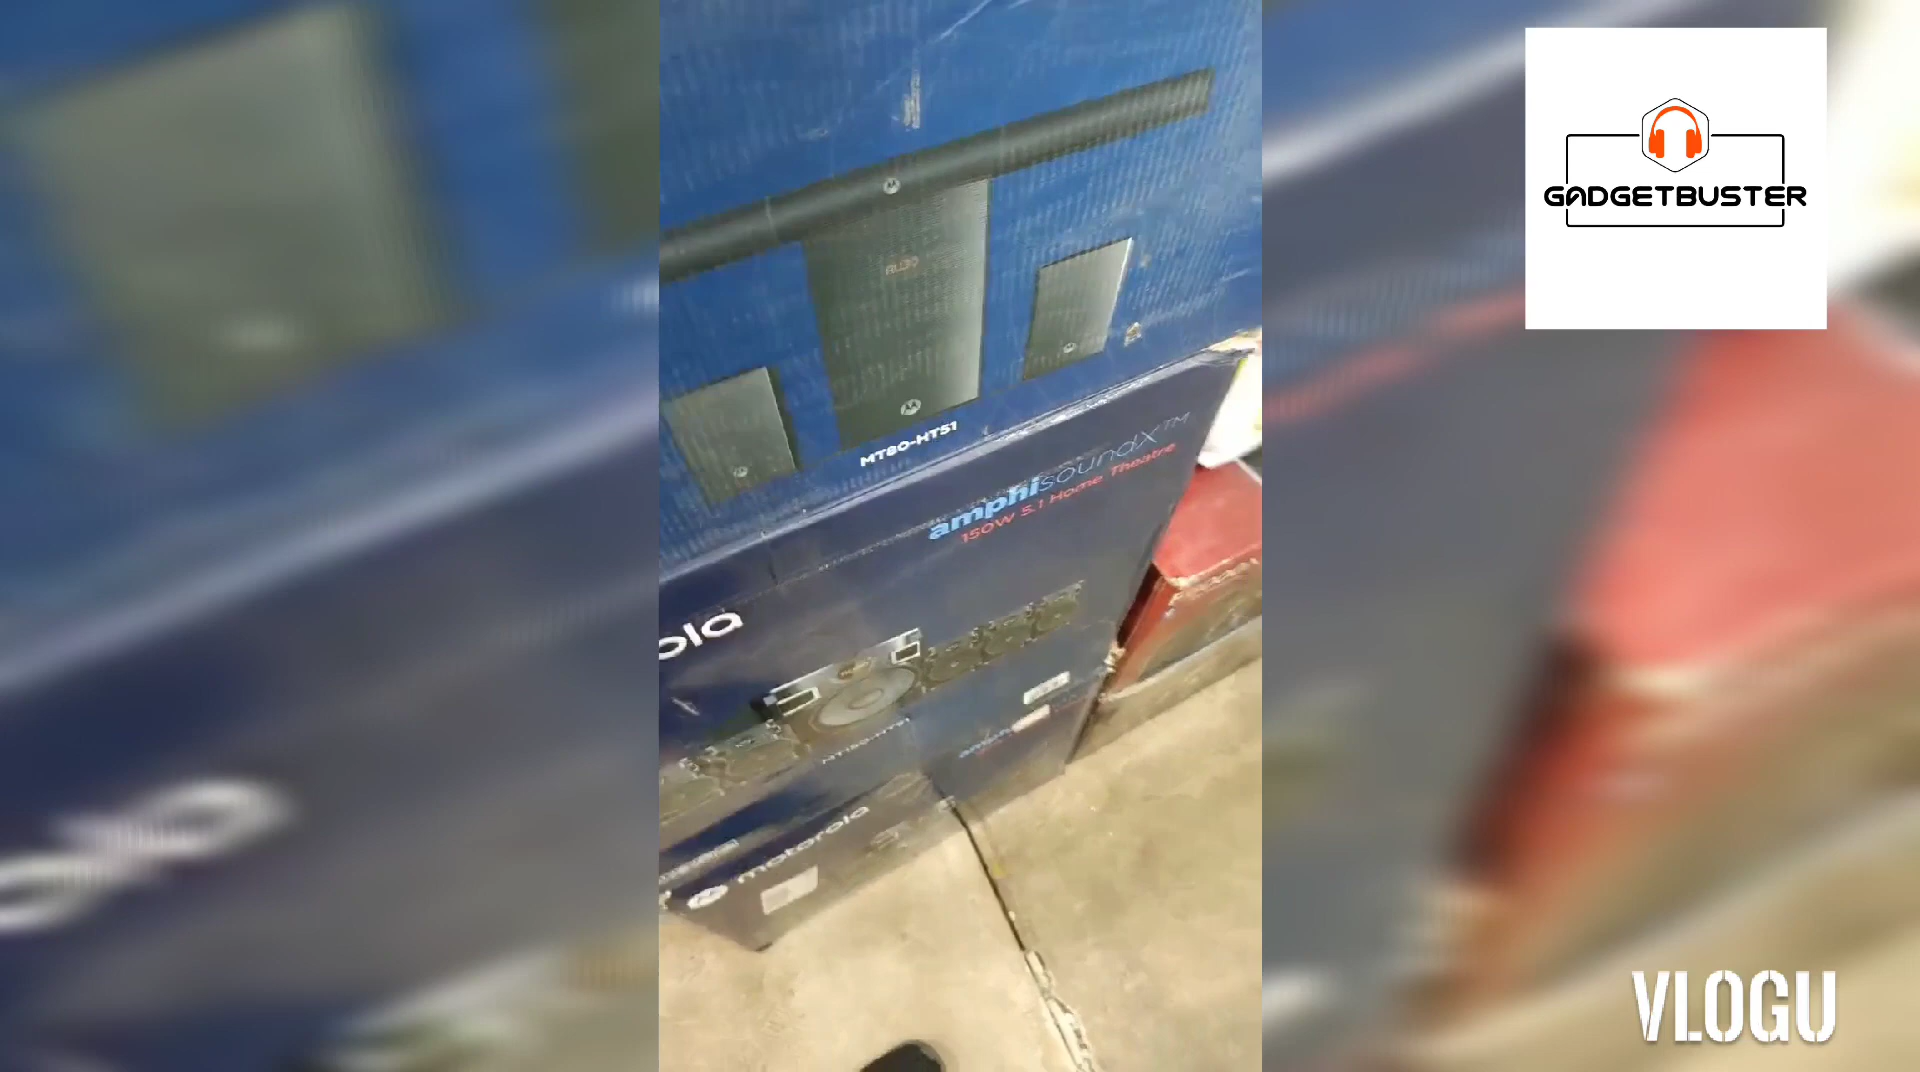 GADGETBUSTER
MT80-HT51
amphisoundX™
150W 5.1 Home Theatre
ola
motorola
VLOGU